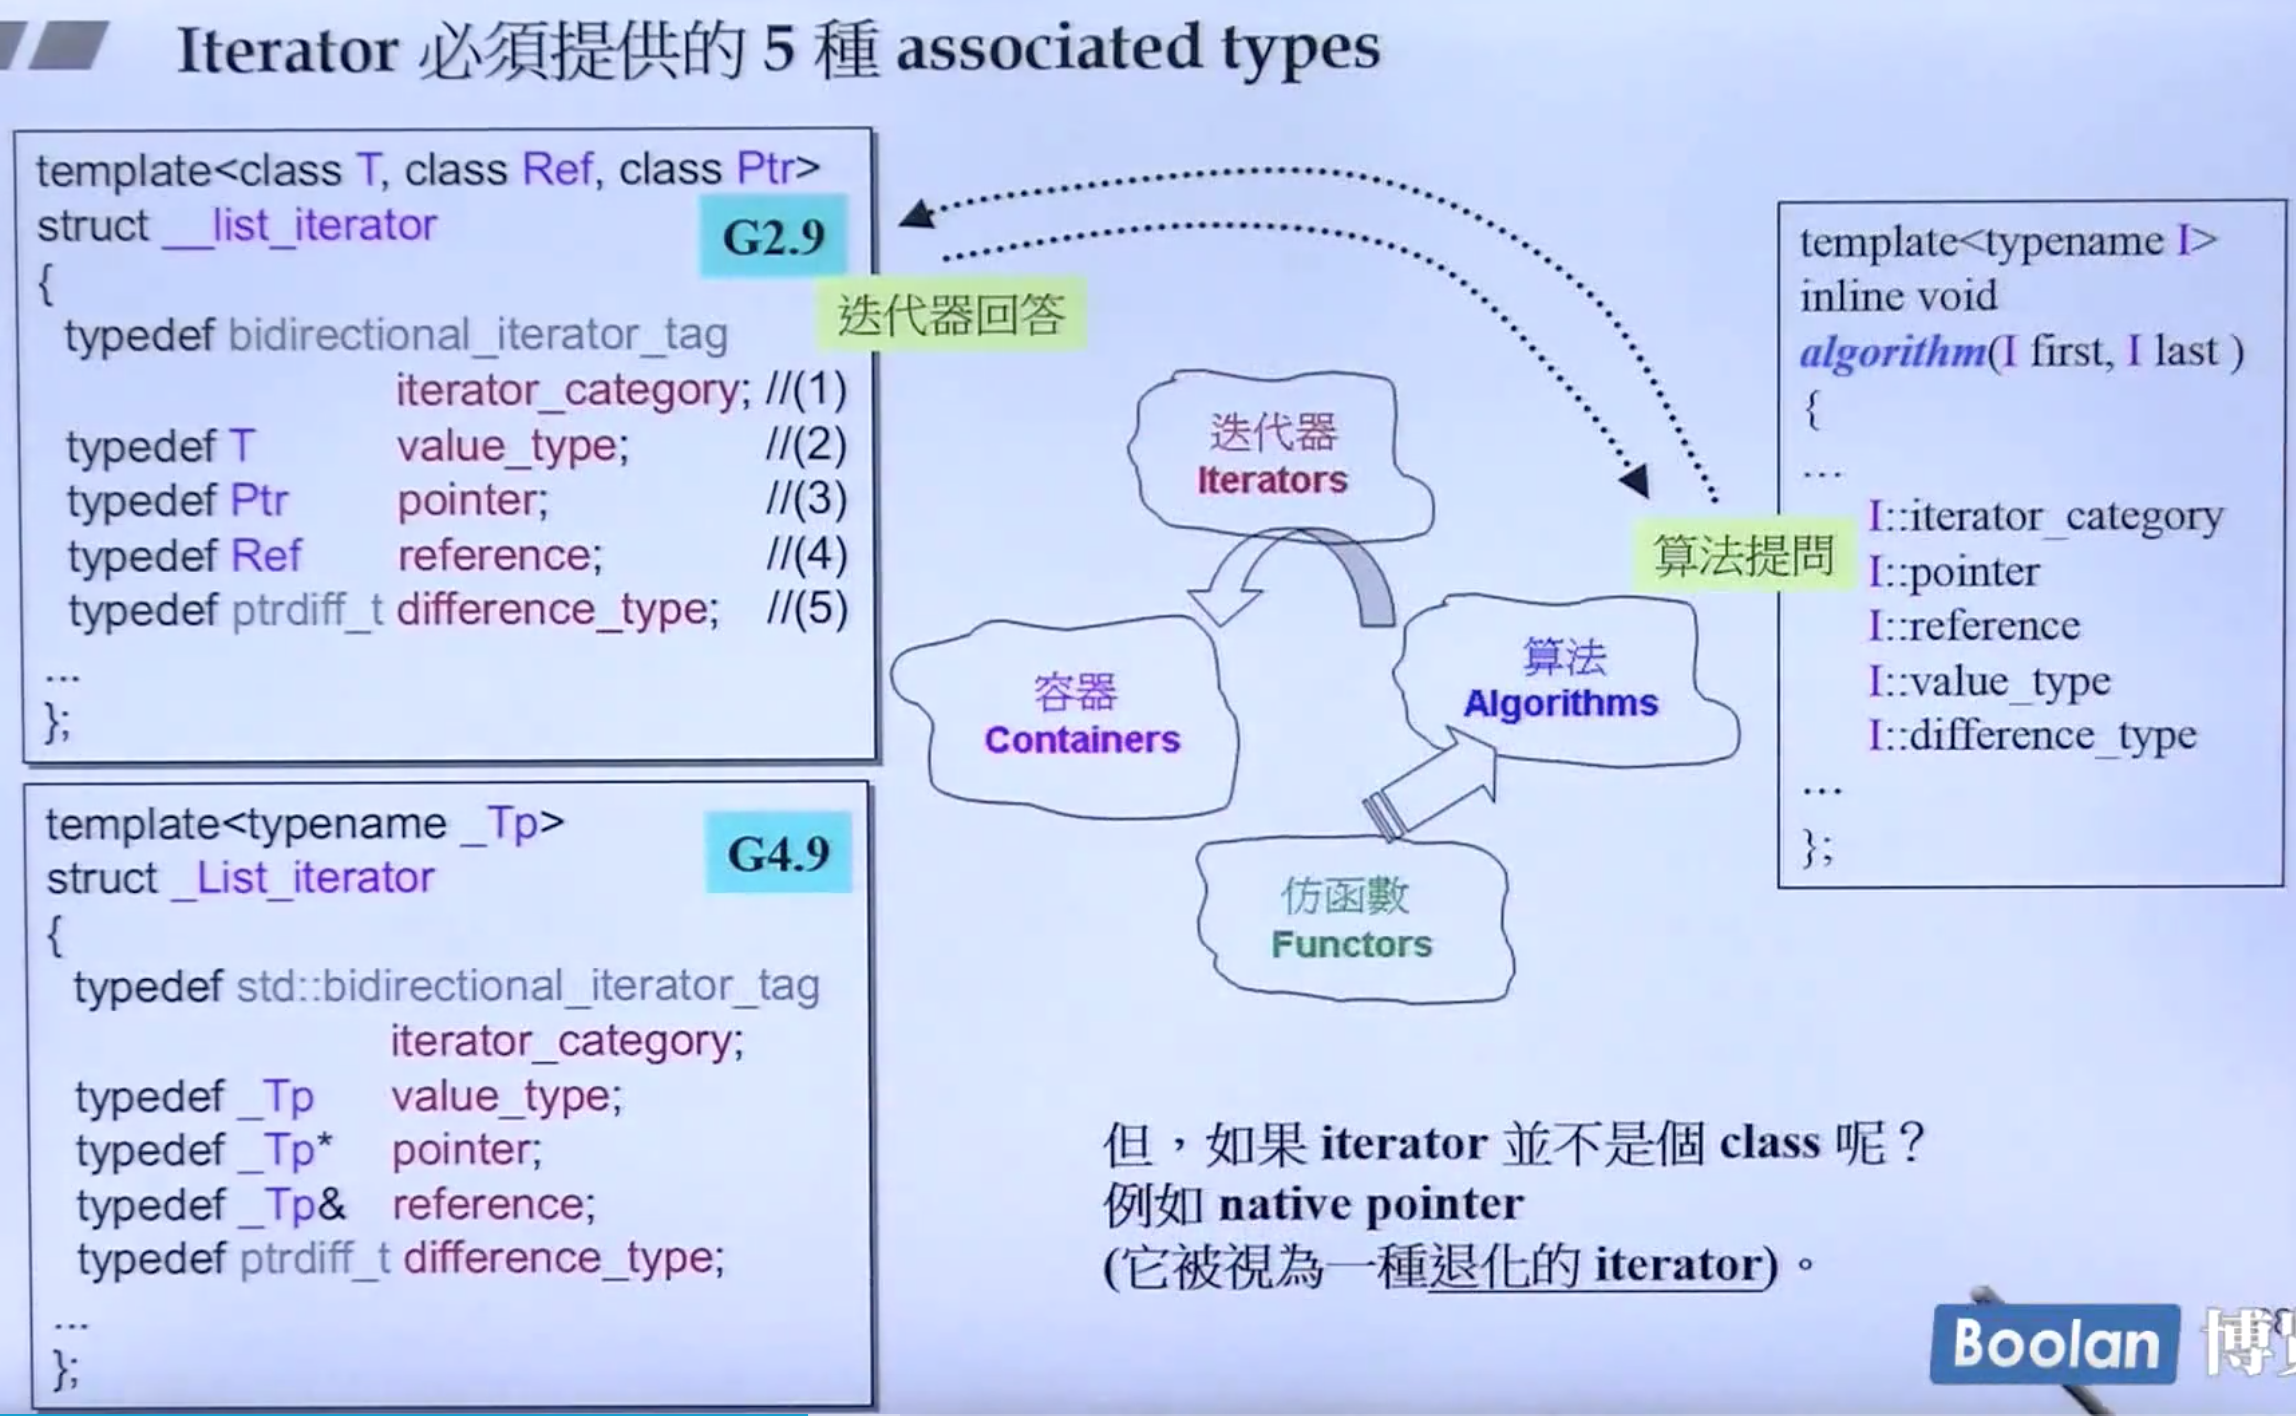 Iterator 必須提供的 5 種 associated types
template<class T, class Ref, class Ptr>
struct __list_iterator
G2.9
{
typedef bidirectional_iterator_tag
iterator_category; //(1)
typedef T value_type; //(2)
typedef Ptr pointer; //(3)
typedef Ref reference; //(4)
typedef ptrdiff_t difference_type; //(5)
...
};
迭代器回答
template<typename _Tp>
struct _List_iterator
G4.9
{
typedef std::bidirectional_iterator_tag
iterator_category;
typedef _Tp value_type;
typedef _Tp* pointer;
typedef _Tp& reference;
typedef ptrdiff_t difference_type;
...
};
迭代器
Iterators
容器
Containers
算法
Algorithms
仿函數
Functors
算法提問
template<typename I>
inline void
algorithm(I first, I last )
{
...
I::iterator_category
I::pointer
I::reference
I::value_type
I::difference_type
...
};
但，如果 iterator 並不是個 class 呢？
例如 native pointer
(它被視為一種退化的 iterator)。
Boolan 博